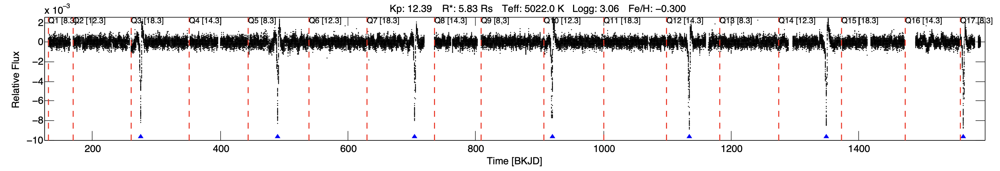 Kp: 12.39 R*: 5.83 Rs Teff: 5022.0 K Logg: 3.06 Fe/H: −0.300
x 10−3
Q1 [8.3] Q2 [12.3] Q3 [18.3] Q4 [14.3] Q5 [8.3] Q6 [12.3] Q7 [18.3] Q8 [14.3] Q9 [8.3] Q10 [12.3] Q11 [18.3] Q12 [14.3] Q13 [8.3] Q14 [12.3] Q15 [18.3] Q16 [14.3] Q17 [8.3]
2
0
−2
−4
−6
−8
−10
Relative Flux
200 400 600 800 1000 1200 1400
Time [BKJD]